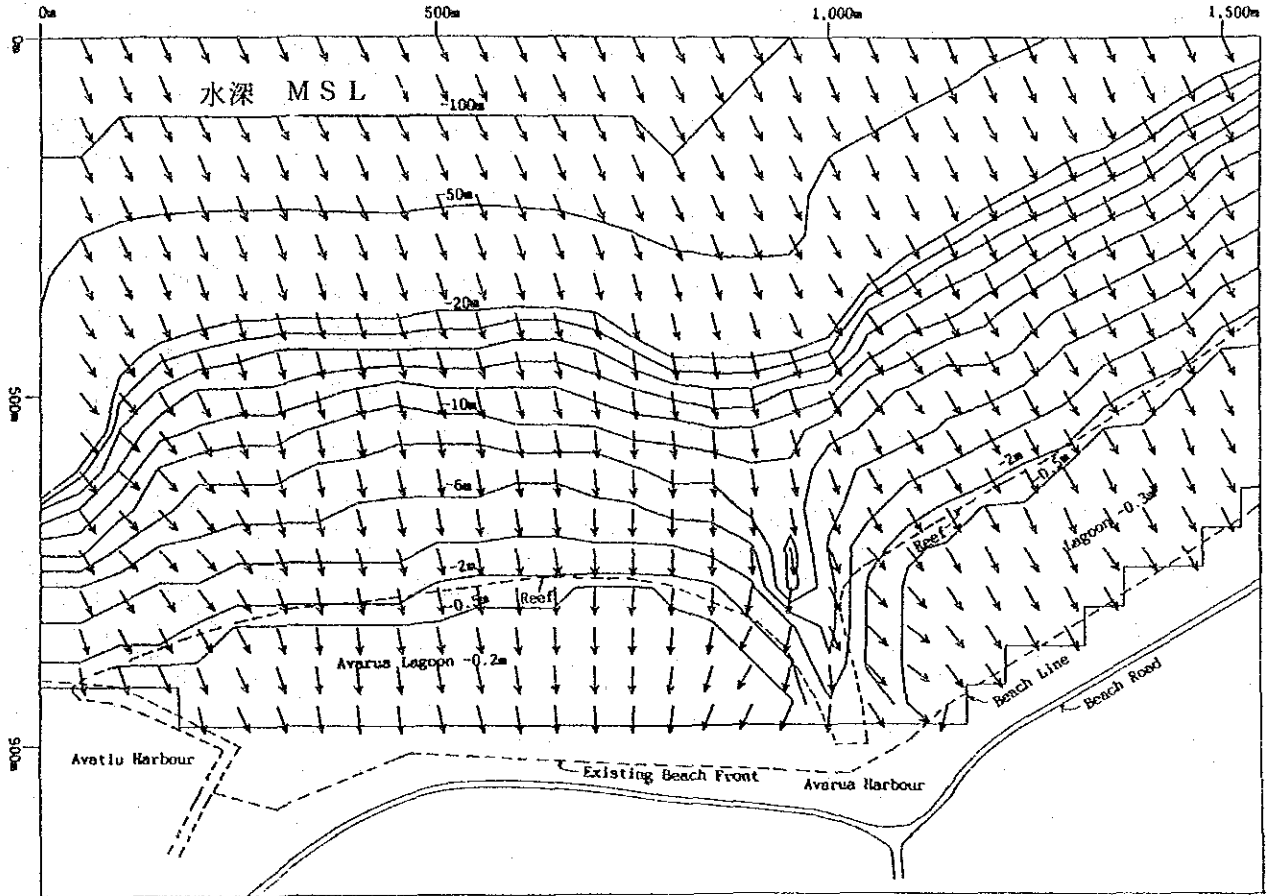 0m 500m 1,000m 1,500m
0m
水深 MSL
-100m
-50m
-20m
500m
-10m
-6m
-2m
-0.5m
Lagoon -0.3m
Reef
-2m
-0.5m
Reef
Avarua Lagoon -0.2m
Beach Line
Beach Road
Avatiu Harbour
Existing Beach Front
Avarua Harbour